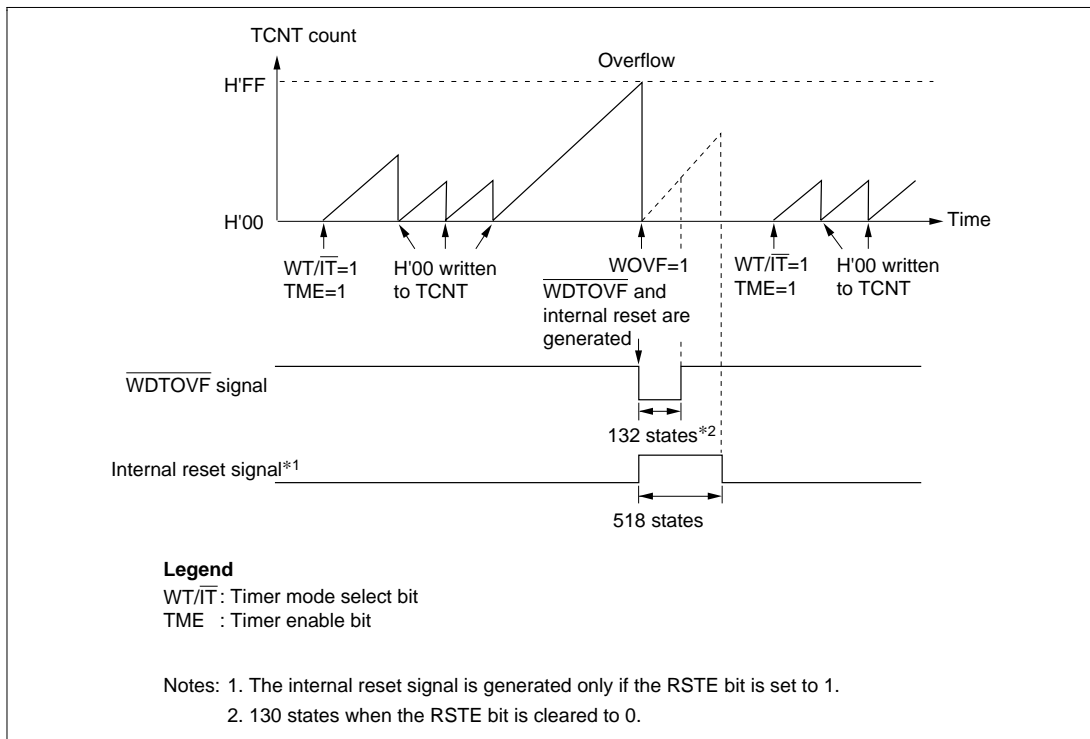 TCNT count
Overflow
H'FF
H'00
Time
WT/IT=1
TME=1
H'00 written
to TCNT
WOVF=1
WDTOVF and
internal reset are
generated
WT/IT=1
TME=1
H'00 written
to TCNT
WDTOVF signal
132 states*2
Internal reset signal*1
518 states
Legend
WT/IT : Timer mode select bit
TME : Timer enable bit
Notes: 1. The internal reset signal is generated only if the RSTE bit is set to 1.
2. 130 states when the RSTE bit is cleared to 0.